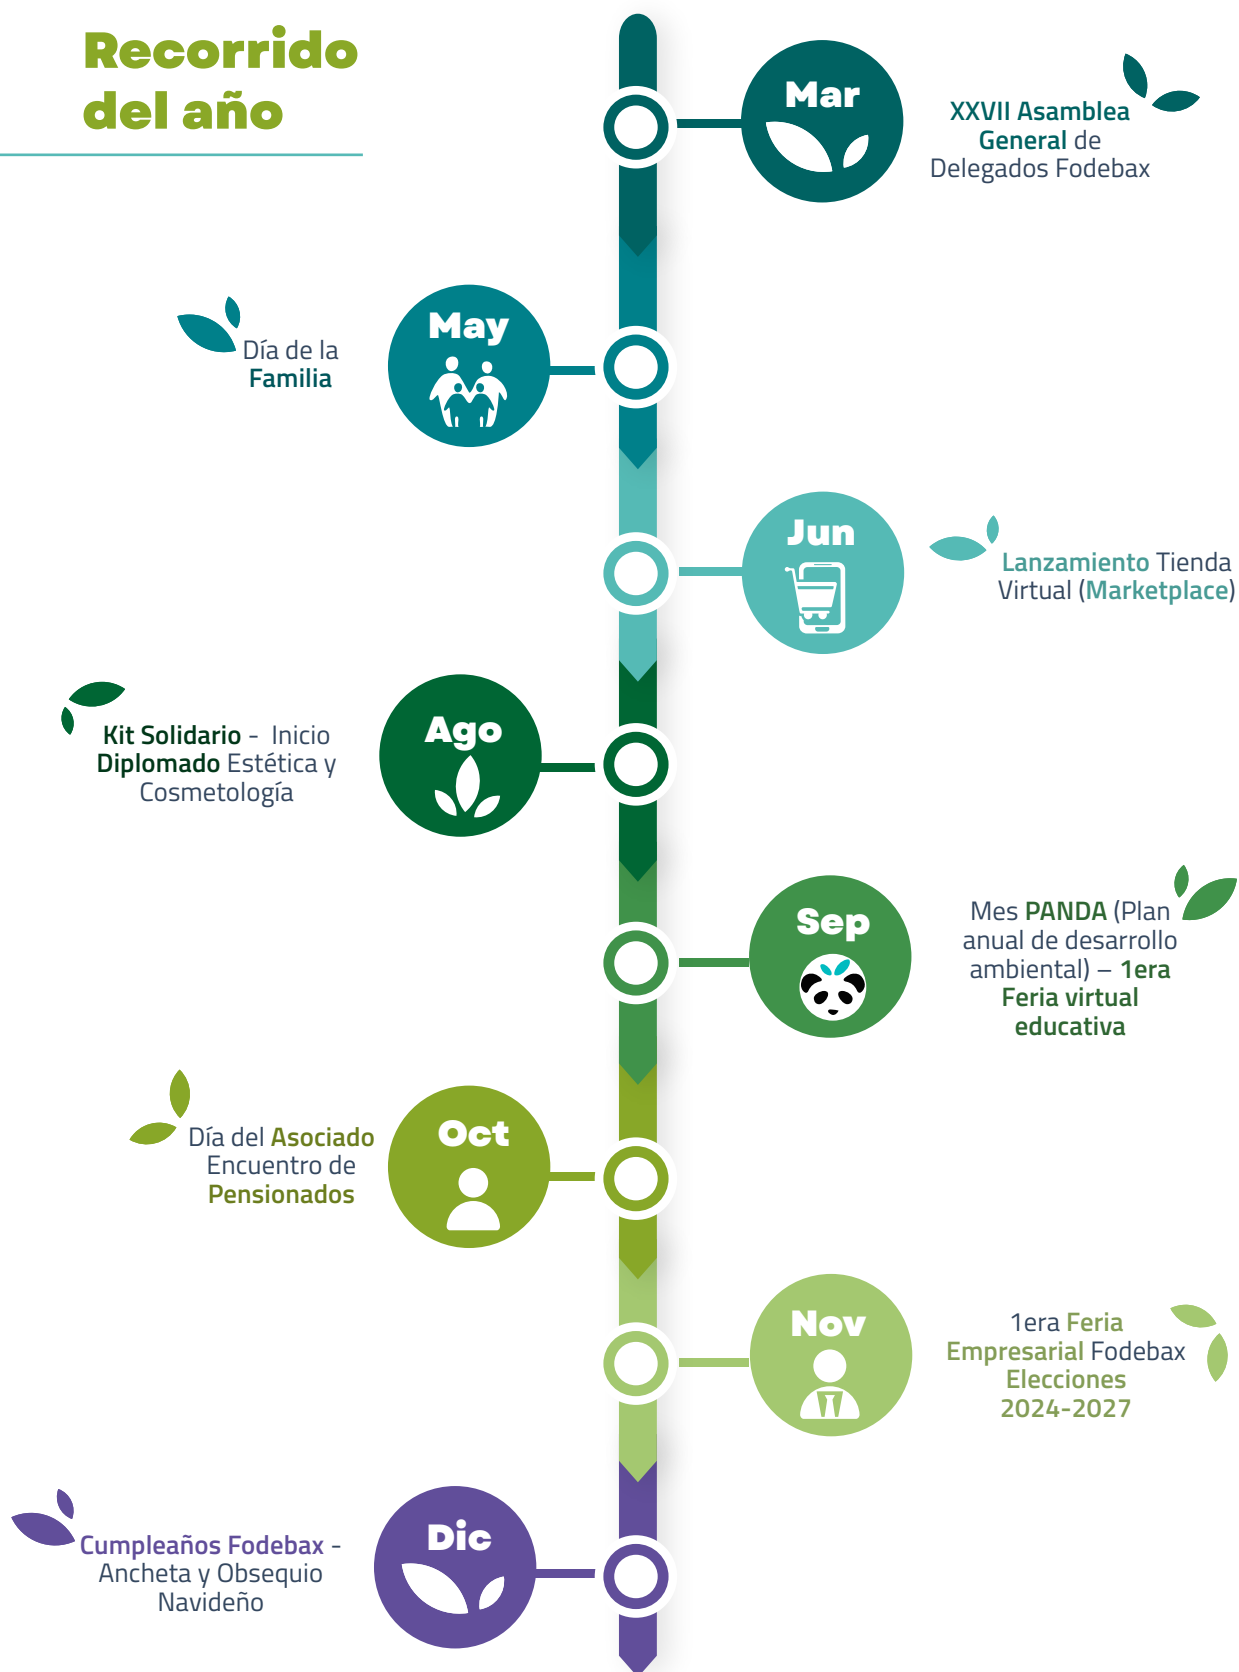 Recorrido
del año
Mar
XXVII Asamblea
General de
Delegados Fodebax
May
Día de la
Familia
Jun
Lanzamiento Tienda
Virtual (Marketplace)
Ago
Kit Solidario - Inicio
Diplomado Estética y
Cosmetología
Sep
Mes PANDA (Plan
anual de desarrollo
ambiental) – 1era
Feria virtual
educativa
Oct
Día del Asociado
Encuentro de
Pensionados
Nov
1era Feria
Empresarial Fodebax
Elecciones
2024-2027
Dic
Cumpleaños Fodebax -
Ancheta y Obsequio
Navideño